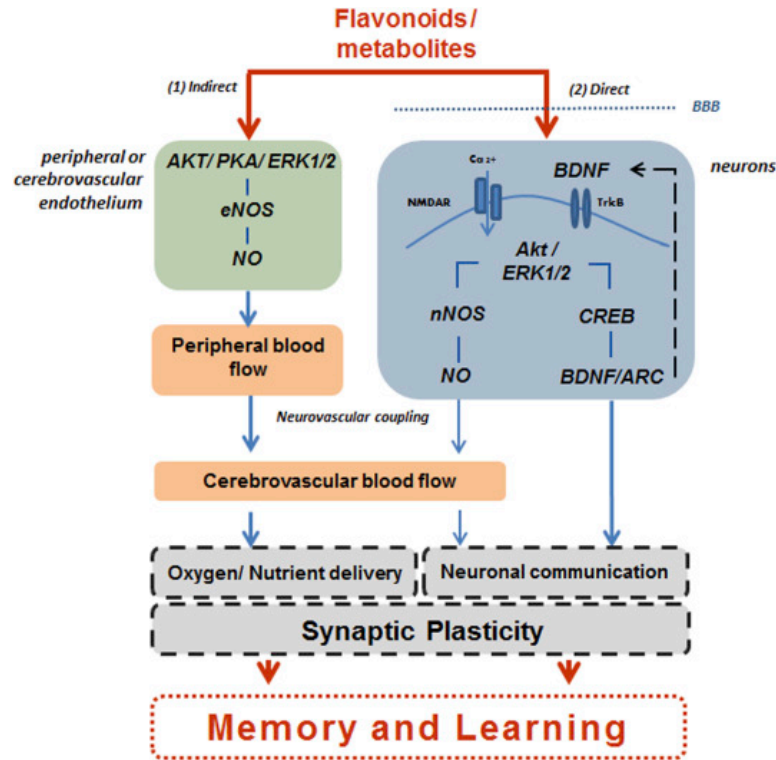 Flavonoids/
metabolites
(1) Indirect
(2) Direct
BBB
peripheral or
cerebrovascular
endothelium
AKT/ PKA/ ERK1/2
eNOS
NO
Ca 2+
BDNF
neurons
NMDAR
TrkB
Akt /
ERK1/2
nNOS
CREB
NO
BDNF/ARC
Peripheral blood
flow
Neurovascular coupling
Cerebrovascular blood flow
Oxygen/ Nutrient delivery
Neuronal communication
Synaptic Plasticity
Memory and Learning